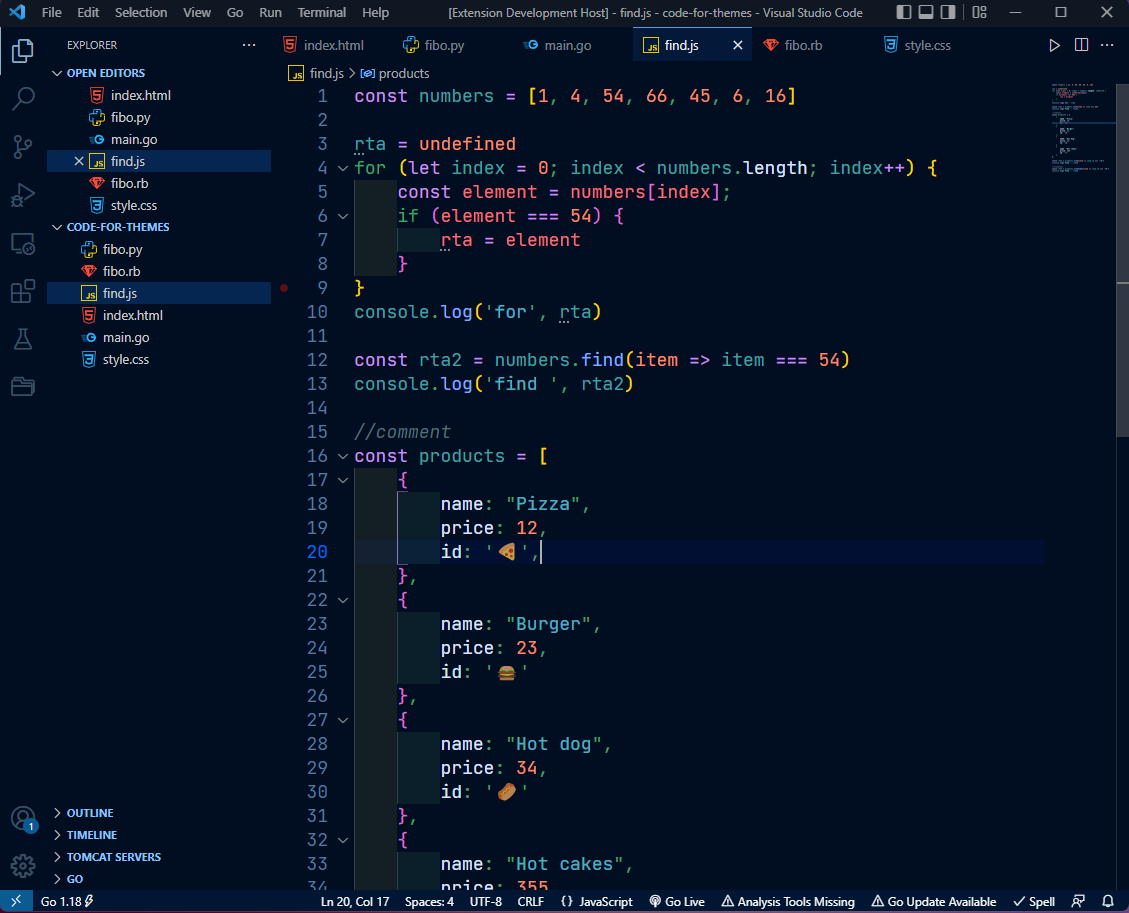 File Edit Selection View Go Run Terminal Help [Extension Development Host] - find.js - code-for-themes - Visual Studio Code
EXPLORER
OPEN EDITORS
index.html
fibo.py
main.go
find.js
fibo.rb
style.css
CODE-FOR-THEMES
fibo.py
fibo.rb
find.js
index.html
main.go
style.css
OUTLINE
TIMELINE
TOMCAT SERVERS
GO
1
index.html fibo.py main.go find.js fibo.rb style.css
find.js > products
1 const numbers = [1, 4, 54, 66, 45, 6, 16]
2
3 rta = undefined
4 for (let index = 0; index < numbers.length; index++) {
5 const element = numbers[index];
6 if (element === 54) {
7 rta = element
8 }
9 }
10 console.log('for', rta)
11
12 const rta2 = numbers.find(item => item === 54)
13 console.log('find ', rta2)
14
15 //comment
16 const products = [
17 {
18 name: "Pizza",
19 price: 12,
20 id: '🍕',
21 },
22 {
23 name: "Burger",
24 price: 23,
25 id: '🍔'
26 },
27 {
28 name: "Hot dog",
29 price: 34,
30 id: '🌭'
31 },
32 {
33 name: "Hot cakes",
34 price: 355
Go 1.18 Ln 20, Col 17 Spaces: 4 UTF-8 CRLF {} JavaScript Go Live Analysis Tools Missing Go Update Available Spell